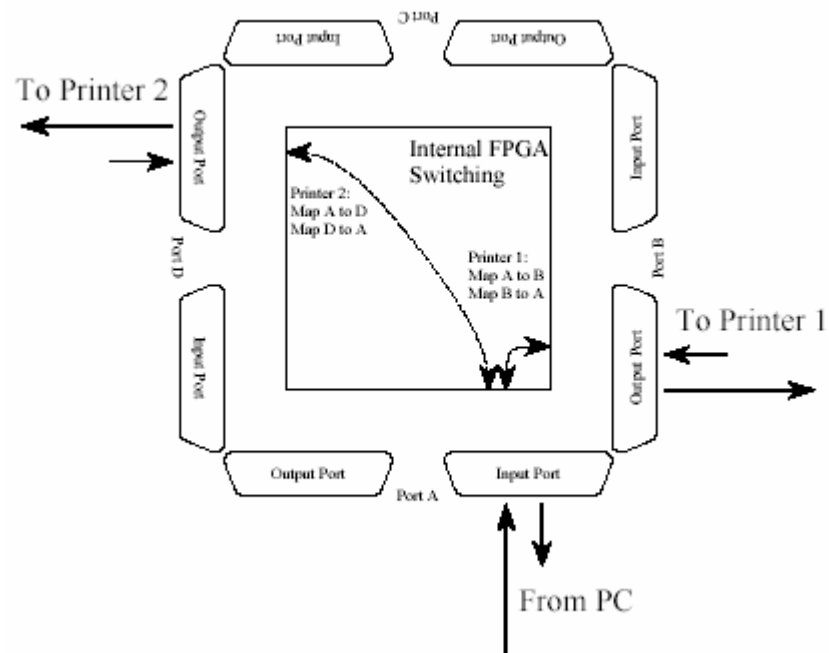 Port C
Input Port
Output Port
To Printer 2
Output Port
Internal FPGA
Switching
Input Port
Printer 2:
Map A to D
Map D to A
Port D
Printer 1:
Map A to B
Map B to A
Port B
Input Port
To Printer 1
Output Port
Output Port
Port A
Input Port
From PC